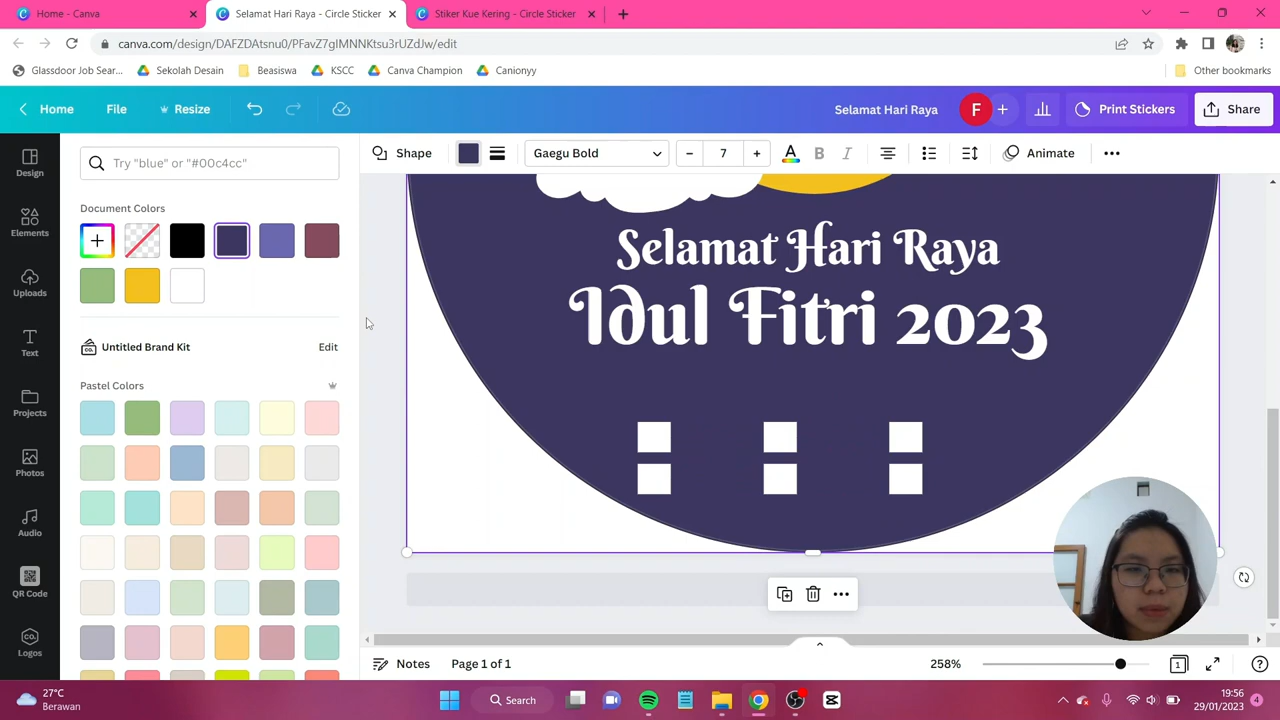 Home - Canva
Selamat Hari Raya - Circle Sticker
Stiker Kue Kering - Circle Sticker
canva.com/design/DAFZDAtsnu0/PFavZ7gIMNNKtsu3rUZdJw/edit
Glassdoor Job Sear...
Sekolah Desain
Beasiswa
KSCC
Canva Champion
Canionyy
Other bookmarks
Home
File
Resize
Selamat Hari Raya
F
Print Stickers
Share
Design
Elements
Uploads
Text
Projects
Photos
Audio
QR Code
Logos
Try "blue" or "#00c4cc"
Shape
Gaegu Bold
7
A
B
I
Animate
Document Colors
Untitled Brand Kit
Edit
Pastel Colors
Selamat Hari Raya
Idul Fitri 2023
Notes
Page 1 of 1
258%
1
27°C
Berawan
Search
19:56
29/01/2023
4